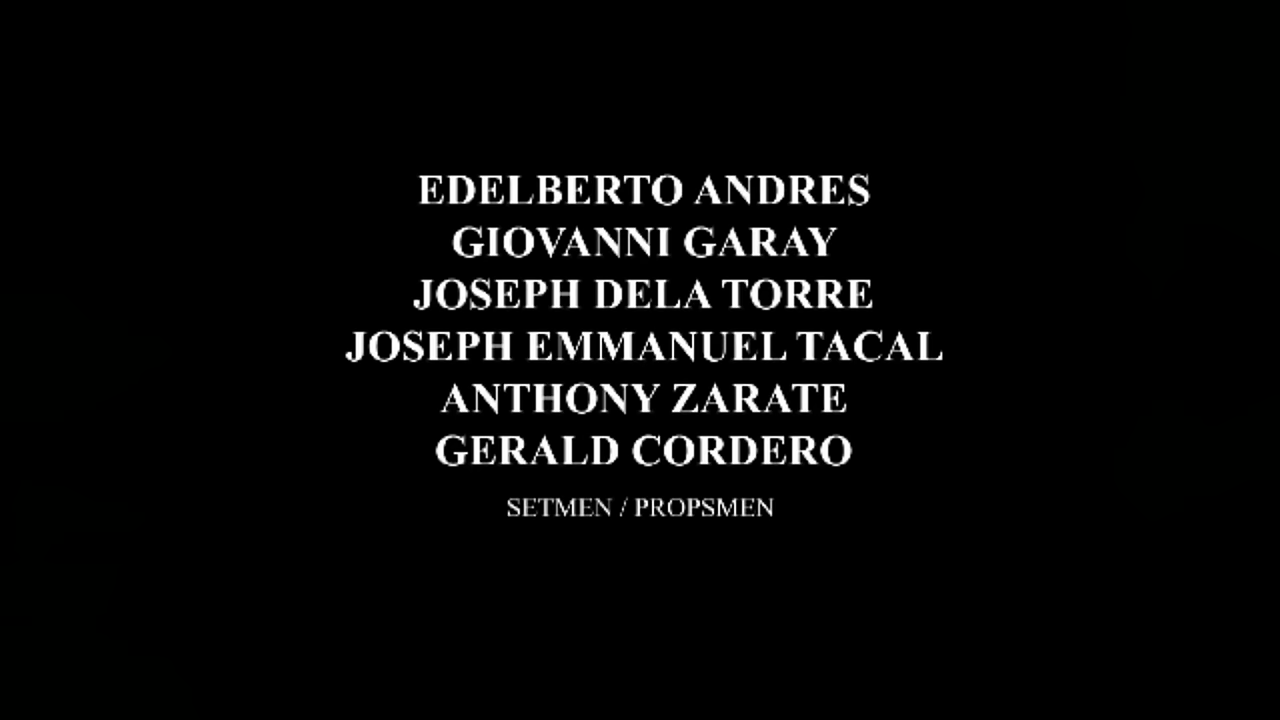 EDELBERTO ANDRES
GIOVANNI GARAY
JOSEPH DELA TORRE
JOSEPH EMMANUEL TACAL
ANTHONY ZARATE
GERALD CORDERO
SETMEN / PROPSMEN